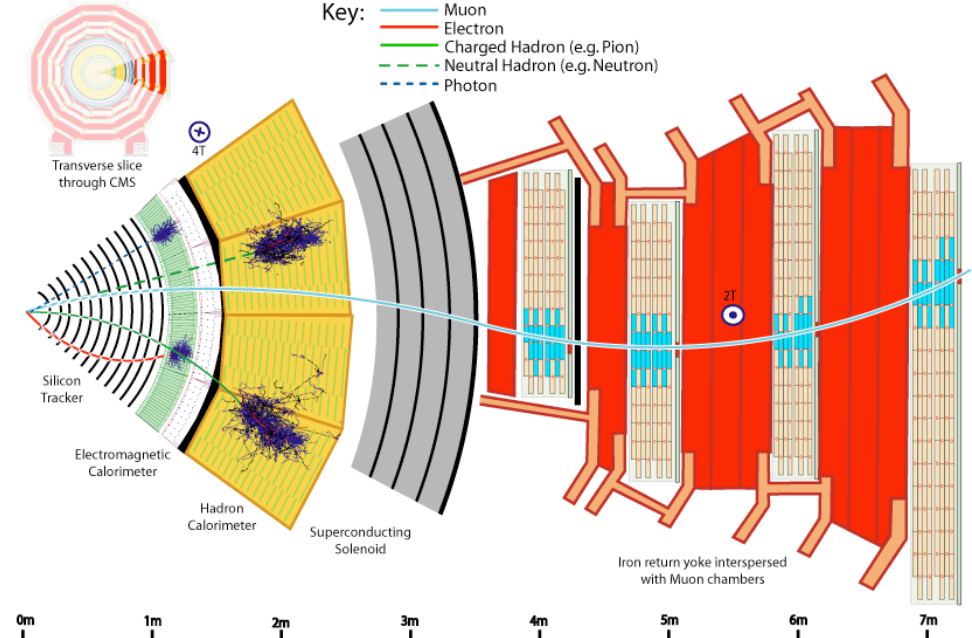 Key:
Muon
Electron
Charged Hadron (e.g. Pion)
Neutral Hadron (e.g. Neutron)
Photon
Transverse slice
through CMS
4T
2T
Silicon
Tracker
Electromagnetic
Calorimeter
Hadron
Calorimeter
Superconducting
Solenoid
Iron return yoke interspersed
with Muon chambers
0m 1m 2m 3m 4m 5m 6m 7m